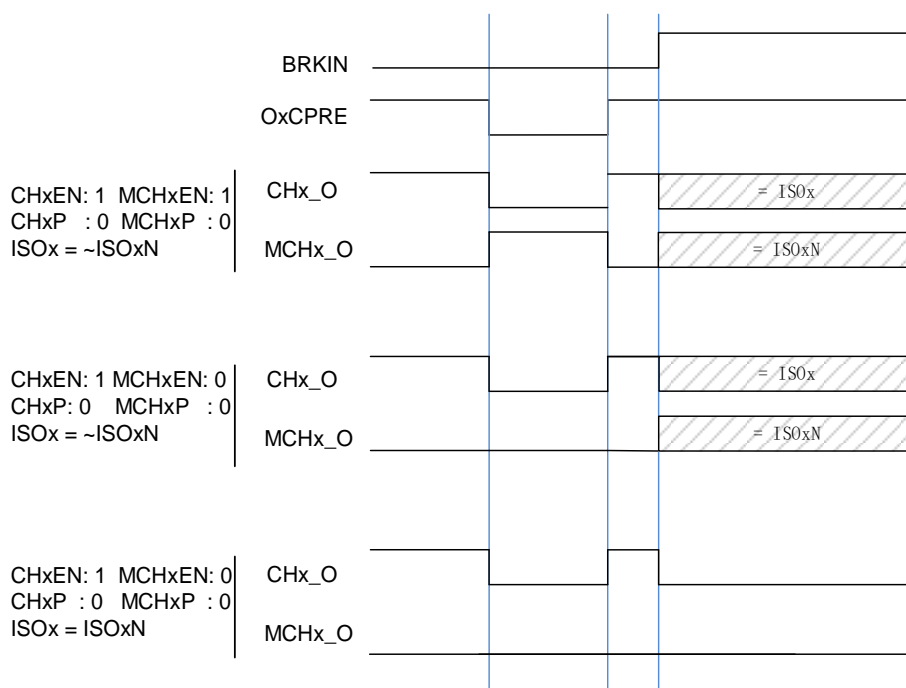 BRKIN
OxCPRE
CHxEN: 1 MCHxEN: 1
CHxP : 0 MCHxP : 0
ISOx = ~ISOxN
CHx_O
= ISOx
MCHx_O
= ISOxN
CHxEN: 1 MCHxEN: 0
CHxP: 0 MCHxP : 0
ISOx = ~ISOxN
CHx_O
= ISOx
MCHx_O
= ISOxN
CHxEN: 1 MCHxEN: 0
CHxP : 0 MCHxP : 0
ISOx = ISOxN
CHx_O
MCHx_O